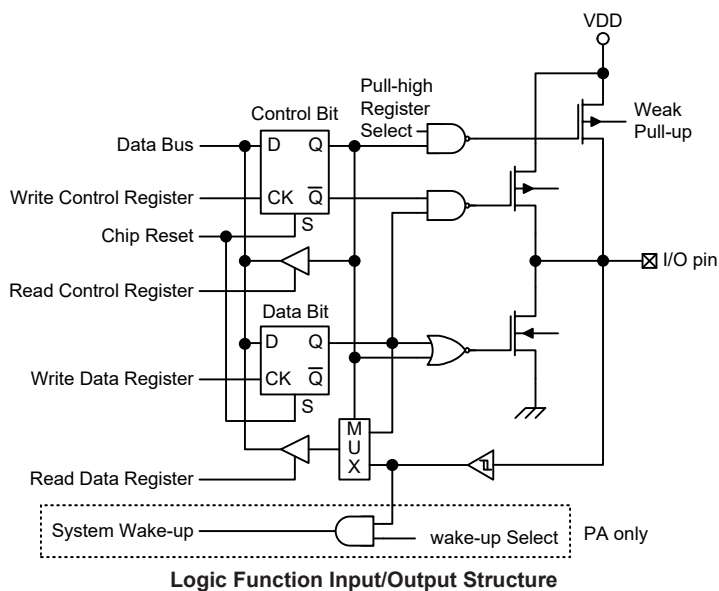 VDD
Pull-high
Register
Select
Control Bit
Weak
Pull-up
Data Bus
D
Q
Write Control Register
CK
Q
Chip Reset
S
I/O pin
Read Control Register
Data Bit
D
Q
Write Data Register
CK
Q
S
M
U
X
Read Data Register
System Wake-up
wake-up Select
PA only
Logic Function Input/Output Structure